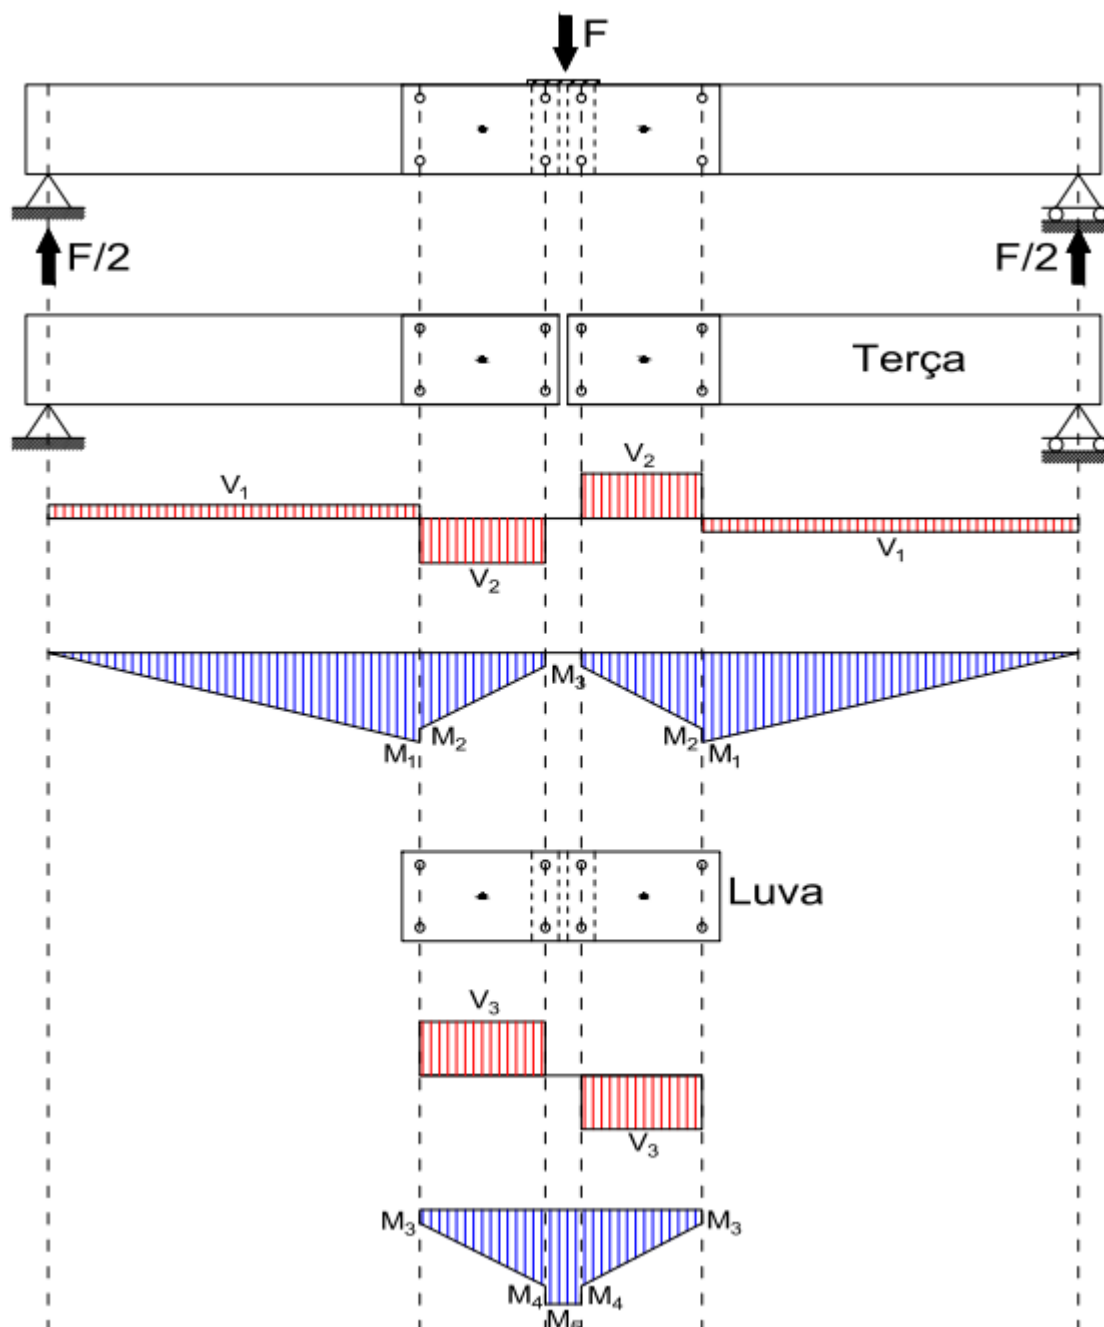 F
F/2 F/2
Terça
V₁ V₂
V₂ V₁
M₃
M₁ M₂ M₂ M₁
Luva
V₃
V₃
M₃ M₃
M₄ M₄